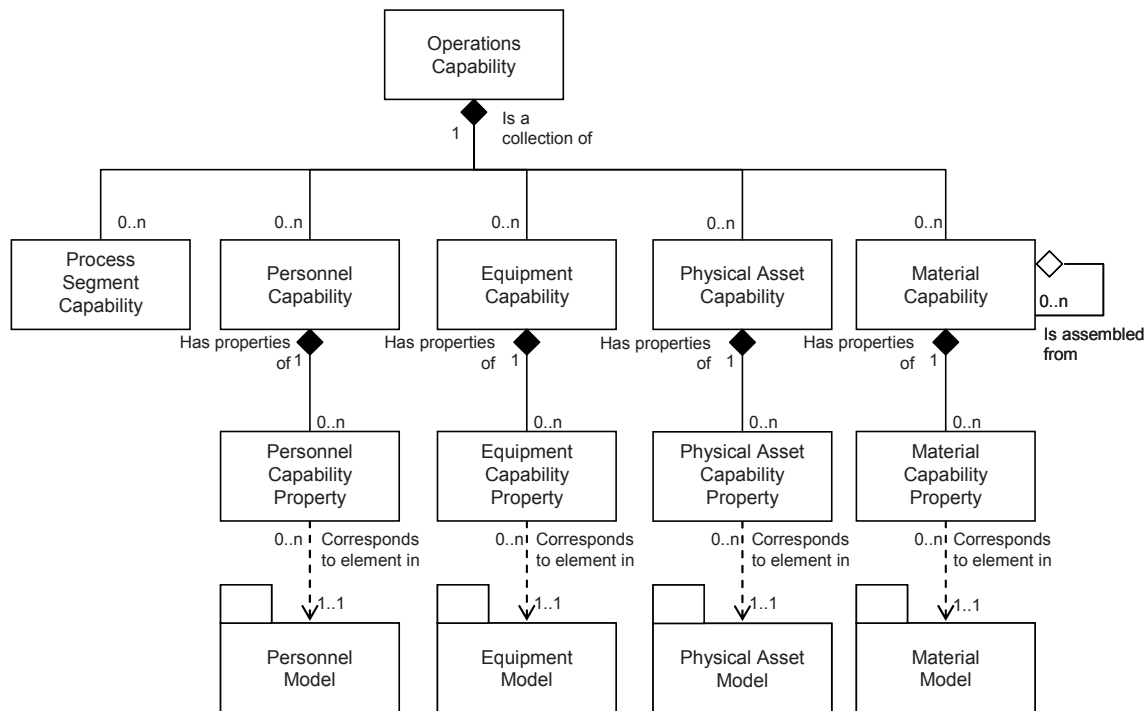 Operations
Capability
1
Is a
collection of
0..n
0..n
0..n
0..n
0..n
Process
Segment
Capability
Personnel
Capability
Equipment
Capability
Physical Asset
Capability
Material
Capability
0..n
Is assembled
from
Has properties
of
1
Has properties
of
1
Has properties
of
1
Has properties
of
1
0..n
0..n
0..n
0..n
Personnel
Capability
Property
Equipment
Capability
Property
Physical Asset
Capability
Property
Material
Capability
Property
0..n
Corresponds
to element in
0..n
Corresponds
to element in
0..n
Corresponds
to element in
0..n
Corresponds
to element in
1..1
1..1
1..1
1..1
Personnel
Model
Equipment
Model
Physical Asset
Model
Material
Model